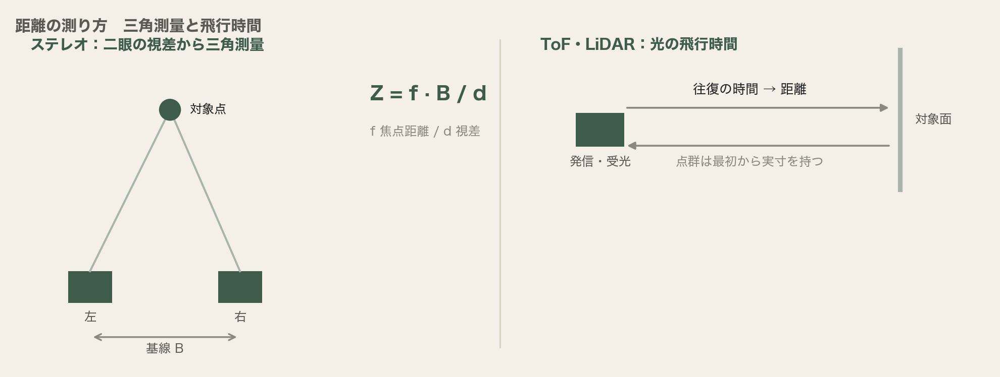 距離の測り方　三角測量と飛行時間
ステレオ：二眼の視差から三角測量
Z = f · B / d
f 焦点距離 / d 視差
対象点
左
右
基線 B
ToF・LiDAR：光の飛行時間
往復の時間 → 距離
対象面
発信・受光
点群は最初から実寸を持つ